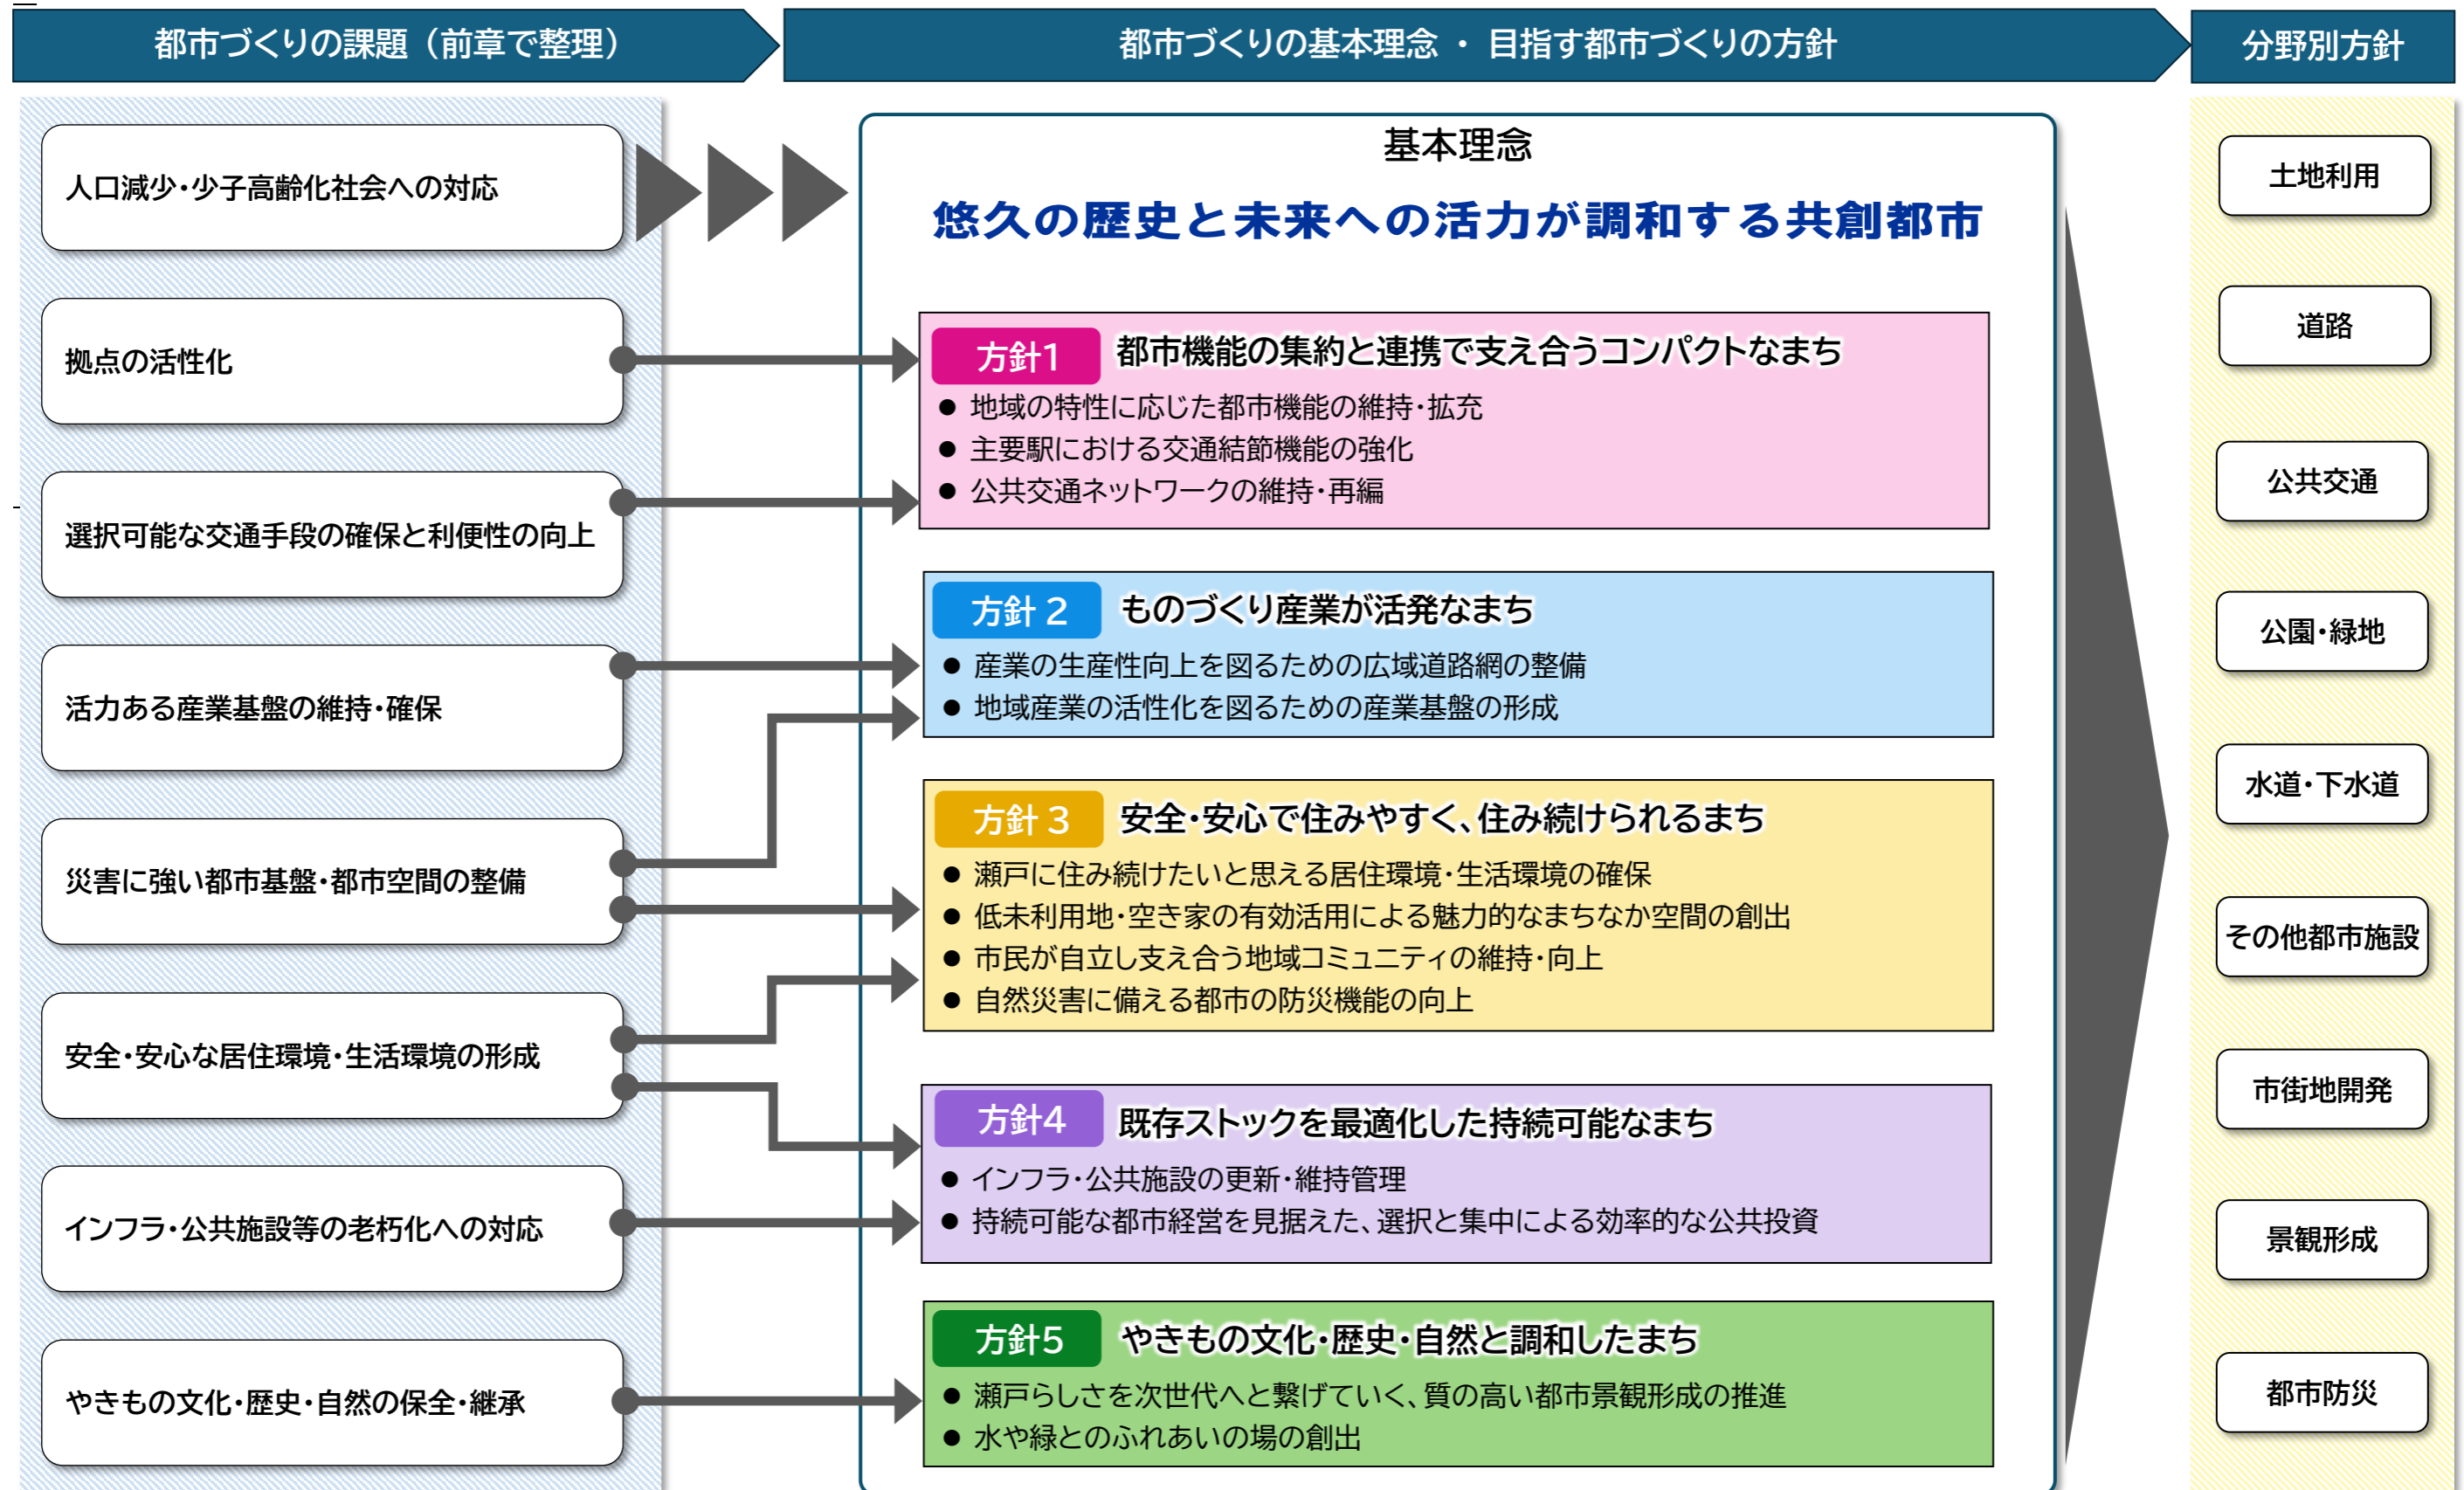 都市づくりの課題（前章で整理）
都市づくりの基本理念 ・ 目指す都市づくりの方針
分野別方針
人口減少・少子高齢化社会への対応
拠点の活性化
選択可能な交通手段の確保と利便性の向上
活力ある産業基盤の維持・確保
災害に強い都市基盤・都市空間の整備
安全・安心な居住環境・生活環境の形成
インフラ・公共施設等の老朽化への対応
やきもの文化・歴史・自然の保全・継承
基本理念
悠久の歴史と未来への活力が調和する共創都市
方針1 都市機能の集約と連携で支え合うコンパクトなまち
● 地域の特性に応じた都市機能の維持・拡充
● 主要駅における交通結節機能の強化
● 公共交通ネットワークの維持・再編
方針 2 ものづくり産業が活発なまち
● 産業の生産性向上を図るための広域道路網の整備
● 地域産業の活性化を図るための産業基盤の形成
方針 3 安全・安心で住みやすく、住み続けられるまち
● 瀬戸に住み続けたいと思える居住環境・生活環境の確保
● 低未利用地・空き家の有効活用による魅力的なまちなか空間の創出
● 市民が自立し支え合う地域コミュニティの維持・向上
● 自然災害に備える都市の防災機能の向上
方針4 既存ストックを最適化した持続可能なまち
● インフラ・公共施設の更新・維持管理
● 持続可能な都市経営を見据えた、選択と集中による効率的な公共投資
方針5 やきもの文化・歴史・自然と調和したまち
● 瀬戸らしさを次世代へと繋げていく、質の高い都市景観形成の推進
● 水や緑とのふれあいの場の創出
土地利用
道路
公共交通
公園・緑地
水道・下水道
その他都市施設
市街地開発
景観形成
都市防災